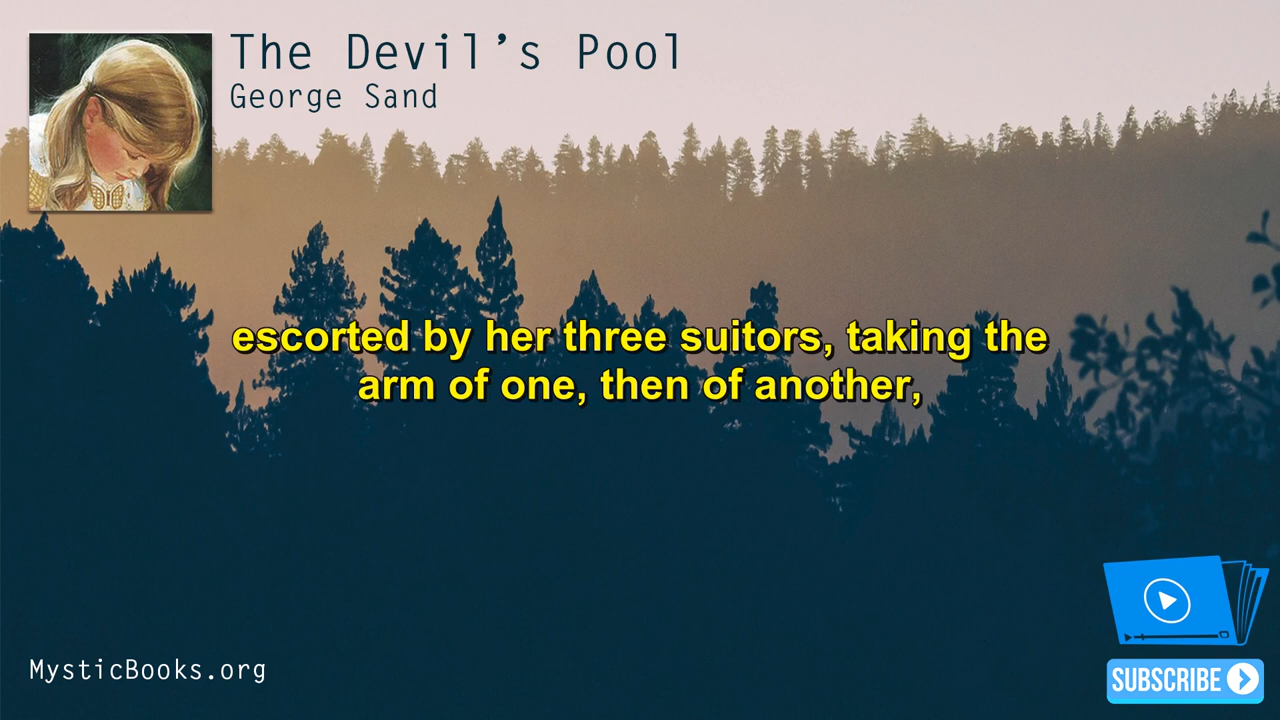 The Devil's Pool
George Sand
escorted by her three suitors, taking the
arm of one, then of another,
MysticBooks.org
SUBSCRIBE